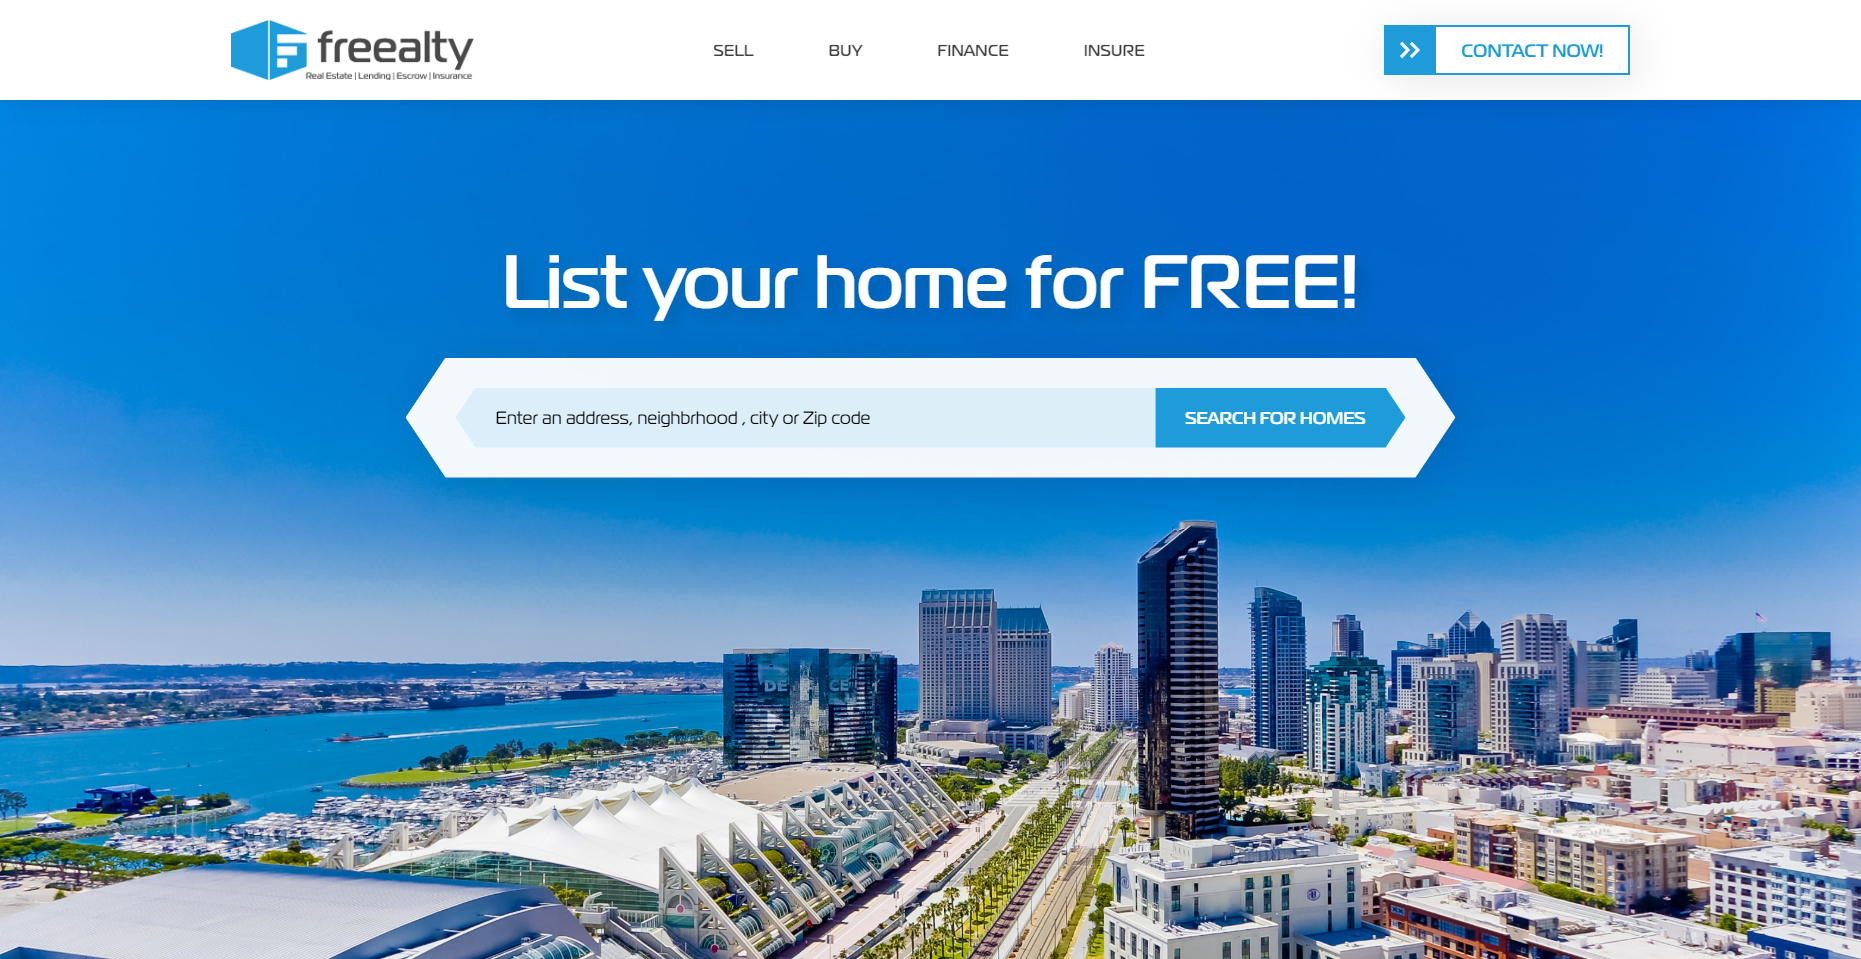 freealty
Real Estate | Lending | Escrow | Insurance
SELL
BUY
FINANCE
INSURE
CONTACT NOW!
List your home for FREE!
Enter an address, neighbrhood , city or Zip code
SEARCH FOR HOMES